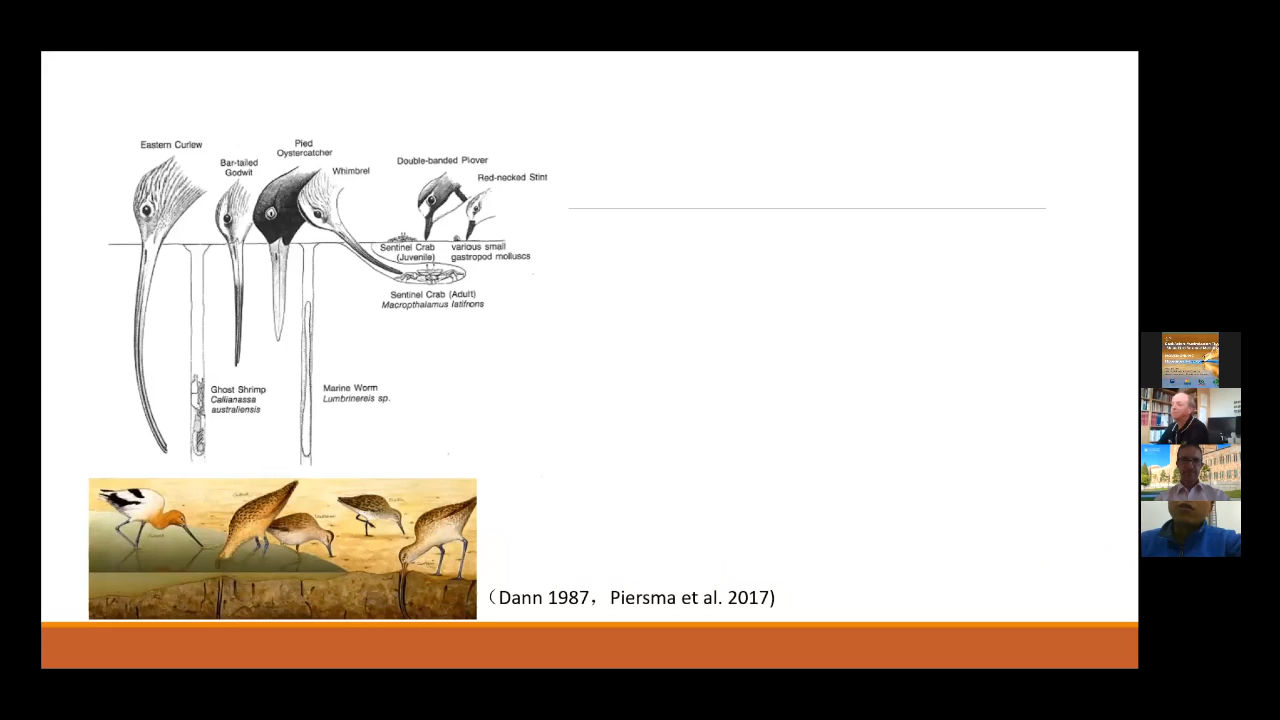 Eastern Curlew
Bar-tailed
Godwit
Pied
Oystercatcher
Whimbrel
Double-banded Plover
Red-necked Stint
Sentinel Crab
(Juvenile)
various small
gastropod molluscs
Sentinel Crab (Adult)
Macropthalamus latifrons
Ghost Shrimp
Callianassa
australiensis
Marine Worm
Lumbrinereis sp.
（Dann 1987，Piersma et al. 2017)